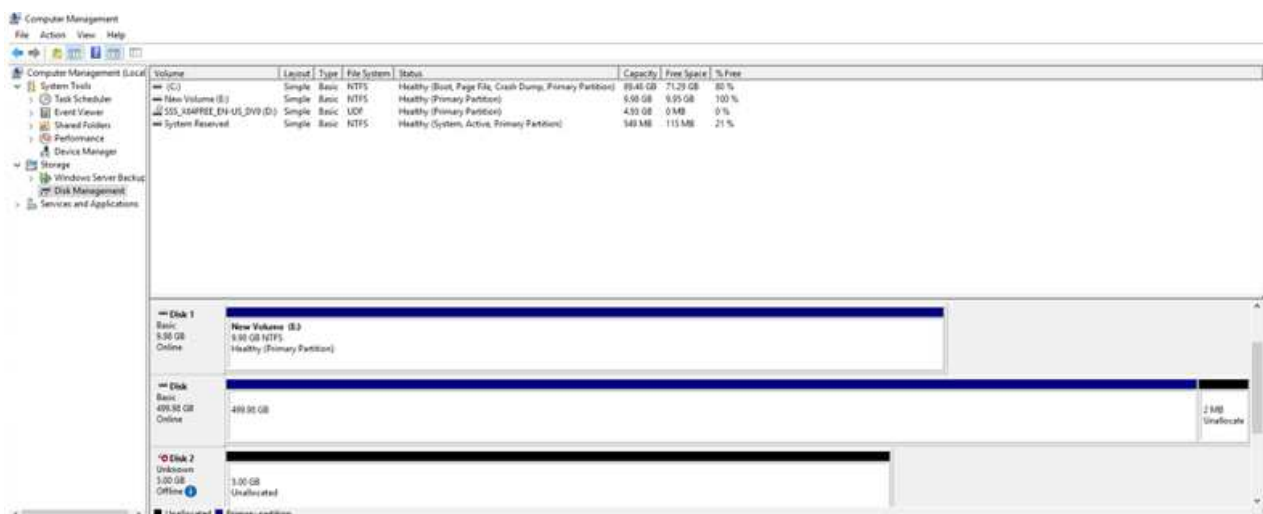 Computer Management
File Action View Help
Computer Management (Local
System Tools
Task Scheduler
Event Viewer
Shared Folders
Performance
Device Manager
Storage
Windows Server Backup
Disk Management
Services and Applications
Volume Layout Type File System Status Capacity Free Space % Free
(C:) Simple Basic NTFS Healthy (Boot, Page File, Crash Dump, Primary Partition) 89.46 GB 71.29 GB 80 %
New Volume (E:) Simple Basic NTFS Healthy (Primary Partition) 9.98 GB 9.95 GB 100 %
SSS_X64FREE_EN-US_DV9 (D:) Simple Basic UDF Healthy (Primary Partition) 4.93 GB 0 MB 0 %
System Reserved Simple Basic NTFS Healthy (System, Active, Primary Partition) 549 MB 115 MB 21 %
Disk 1
Basic
9.98 GB
Online
New Volume (E:)
9.98 GB NTFS
Healthy (Primary Partition)
Disk
Basic
499.98 GB
Online
499.98 GB
2 MB
Unallocate
Disk 2
Unknown
5.00 GB
Offline
5.00 GB
Unallocated
Unallocated Primary partition